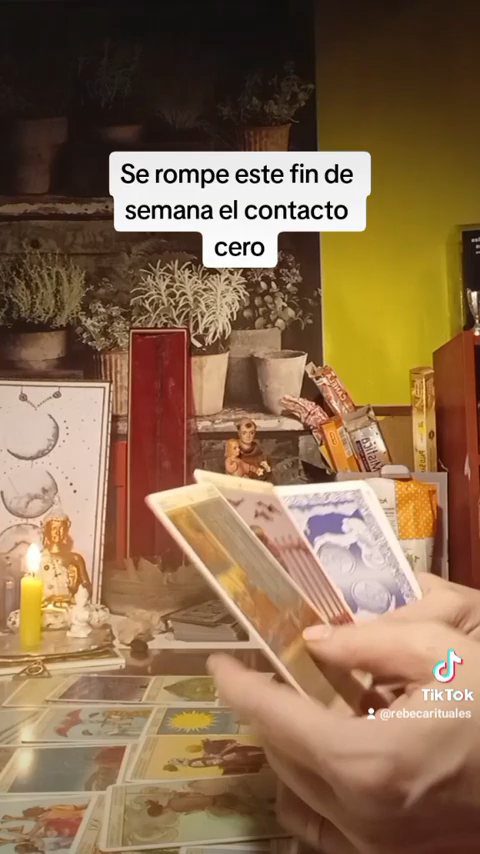 Se rompe este fin de
semana el contacto
cero
TikTok
@rebecarituales